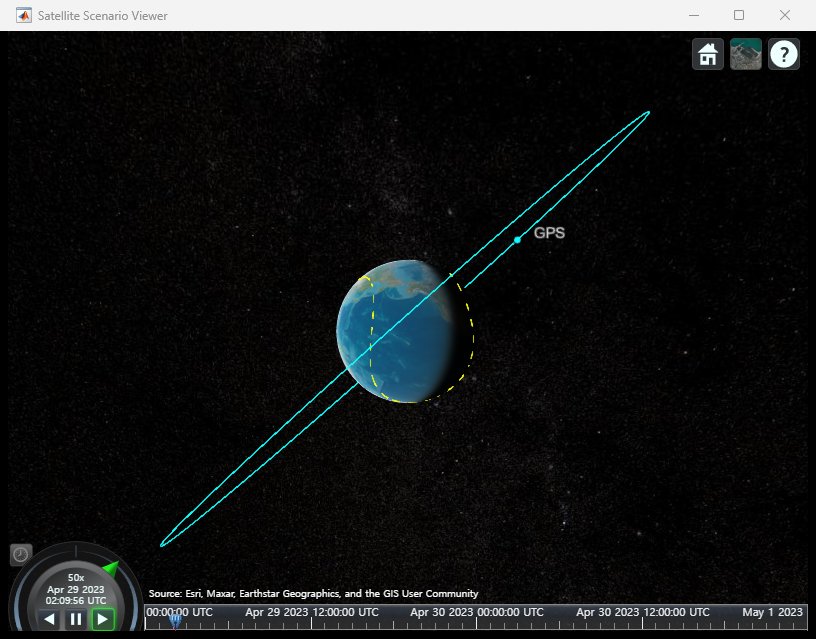 Satellite Scenario Viewer
?
GPS
50x
Apr 29 2023
02:09:56 UTC
Source: Esri, Maxar, Earthstar Geographics, and the GIS User Community
00:00:00 UTC Apr 29 2023 12:00:00 UTC Apr 30 2023 00:00:00 UTC Apr 30 2023 12:00:00 UTC May 1 2023